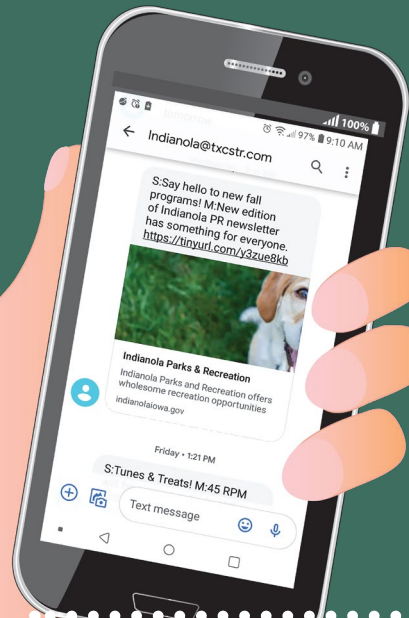 100%
97% 9:10 AM
Indianola@txcstr.com
S:Say hello to new fall
programs! M:New edition
of Indianola PR newsletter
has something for everyone.
https://tinyurl.com/y3zue8kb
Indianola Parks & Recreation
Indianola Parks and Recreation offers
wholesome recreation opportunities
indianolaiowa.gov
Friday • 1:21 PM
S:Tunes & Treats! M:45 RPM
Text message